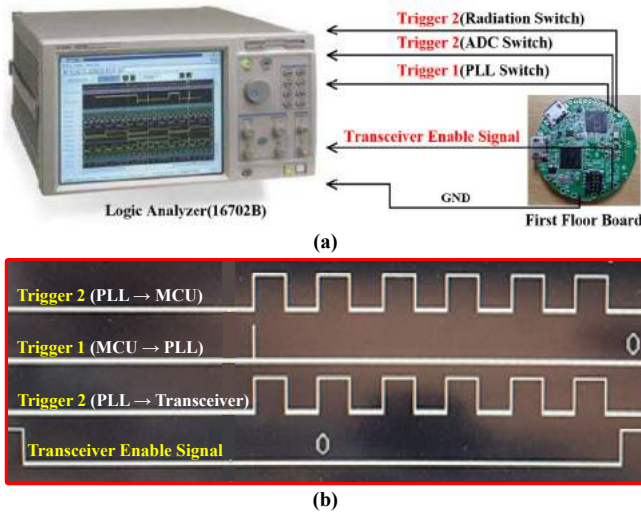 Trigger 2(Radiation Switch)
Trigger 2(ADC Switch)
Trigger 1(PLL Switch)
Transceiver Enable Signal
GND
Logic Analyzer(16702B)
First Floor Board
(a)
Trigger 2 (PLL → MCU)
Trigger 1 (MCU → PLL)
Trigger 2 (PLL → Transceiver)
Transceiver Enable Signal
(b)